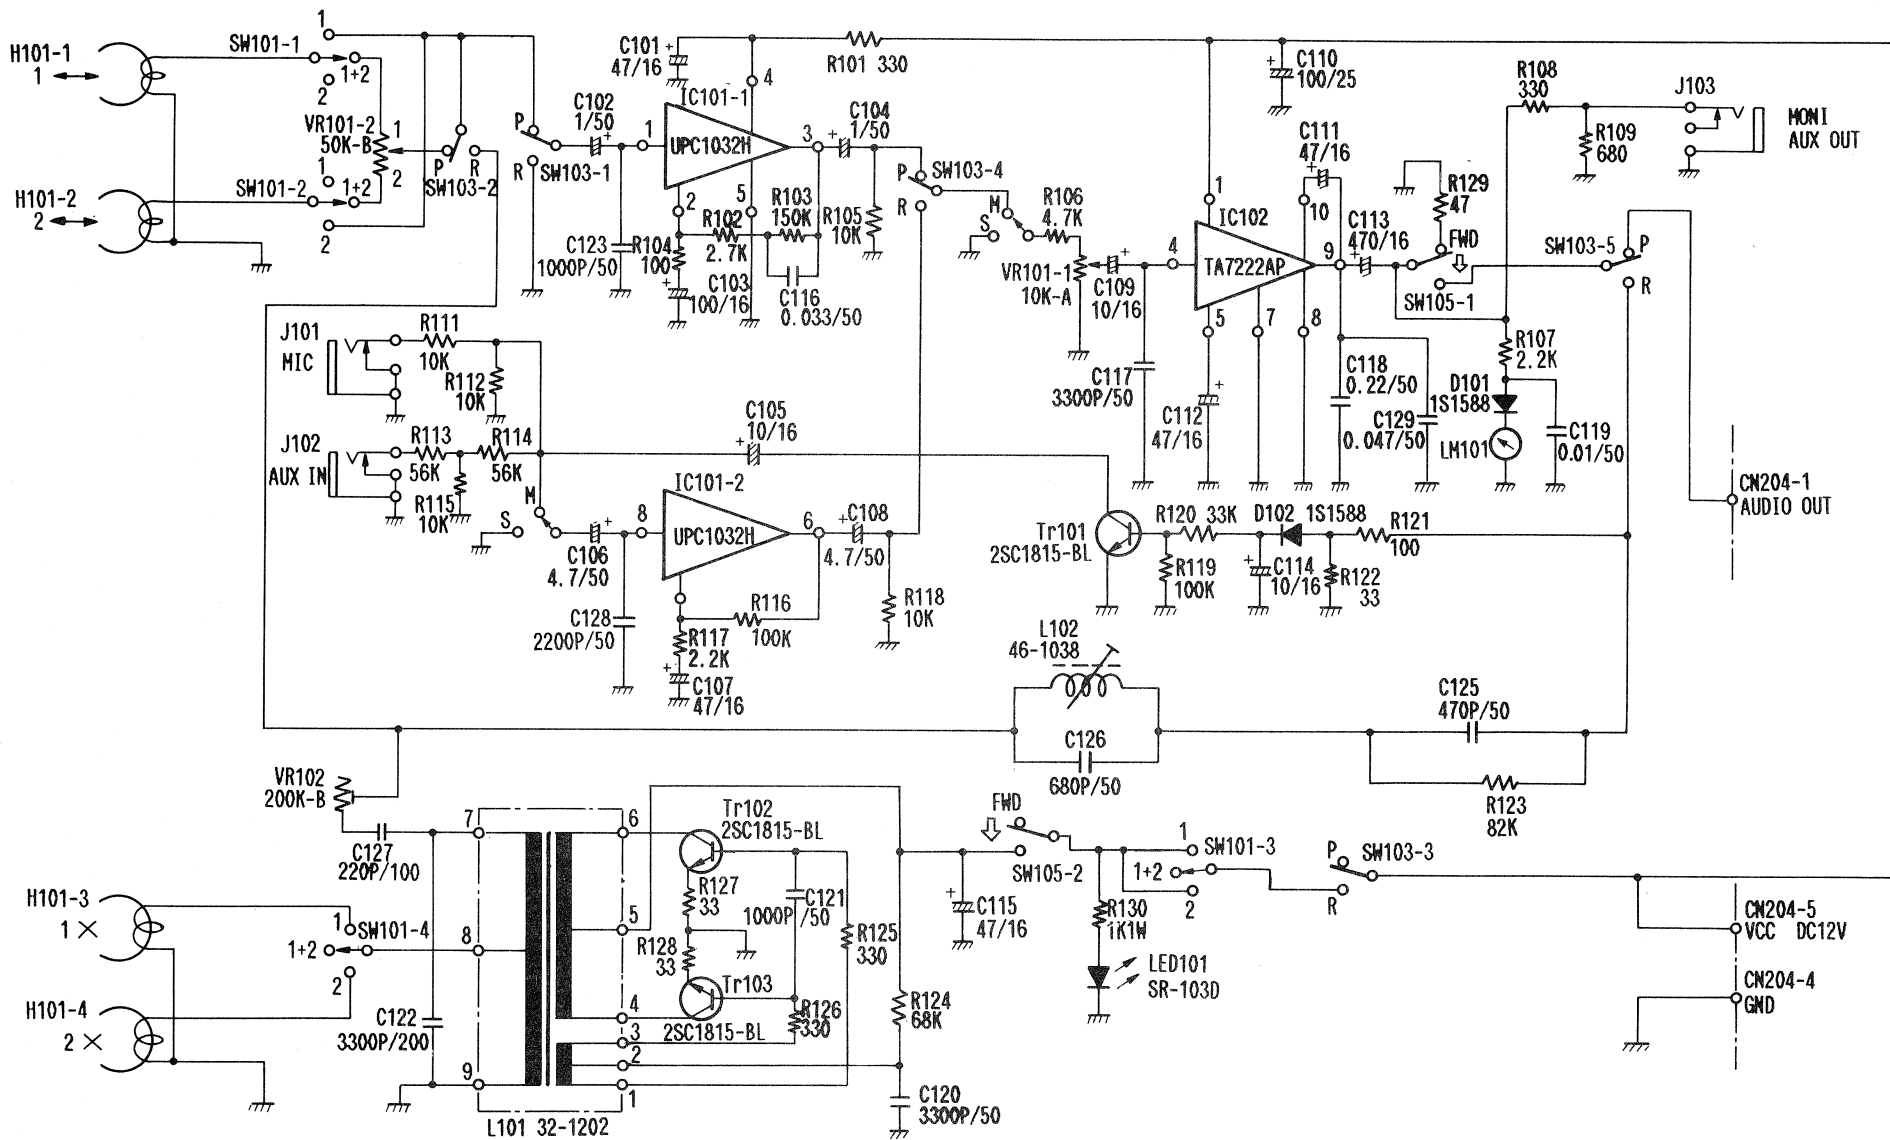 H101-1
1
SW101-1
1
1+2
2
VR101-2
50K-B
1
2
H101-2
2
SW101-2
1
1+2
2
P
R
SW103-2
P
R
SW103-1
C101
47/16
+
R101 330
C102
1/50
+
IC101-1
UPC1032H
1
4
3
2
5
C104
1/50
+
R102
2.7K
R103
150K
R104
100
R105
10K
C123
1000P/50
C103
100/16
+
C116
0.033/50
P
R
SW103-4
M
S
R106
4.7K
VR101-1
10K-A
C109
10/16
+
C110
100/25
+
C111
47/16
+
IC102
TA7222AP
1
4
10
9
5
7
8
C113
470/16
+
R129
47
FWD
SW105-1
R108
330
R109
680
J103
MONI
AUX OUT
SW103-5
P
R
C117
3300P/50
C112
47/16
+
C118
0.22/50
C129
0.047/50
R107
2.2K
D101
1S1588
LM101
C119
0.01/50
CN204-1
AUDIO OUT
J101
MIC
R111
10K
R112
10K
J102
AUX IN
R113
56K
R114
56K
R115
10K
M
S
C105
10/16
+
C106
4.7/50
+
IC101-2
UPC1032H
8
6
C108
4.7/50
+
C128
2200P/50
R116
100K
R117
2.2K
C107
47/16
+
R118
10K
Tr101
2SC1815-BL
R120 33K
D102 1S1588
R121
100
R119
100K
C114
10/16
+
R122
33
L102
46-1038
C126
680P/50
C125
470P/50
R123
82K
VR102
200K-B
C127
220P/100
7
8
9
6
5
4
3
2
1
Tr102
2SC1815-BL
R127
33
R128
33
C121
1000P/50
Tr103
2SC1815-BL
R125
330
R126
330
R124
68K
C115
47/16
+
C120
3300P/50
FWD
SW105-2
1
1+2
2
SW101-3
P
R
SW103-3
R130
1K1W
LED101
SR-103D
CN204-5
VCC DC12V
CN204-4
GND
H101-3
1 ×
H101-4
2 ×
1
1+2
2
SW101-4
C122
3300P/200
L101 32-1202